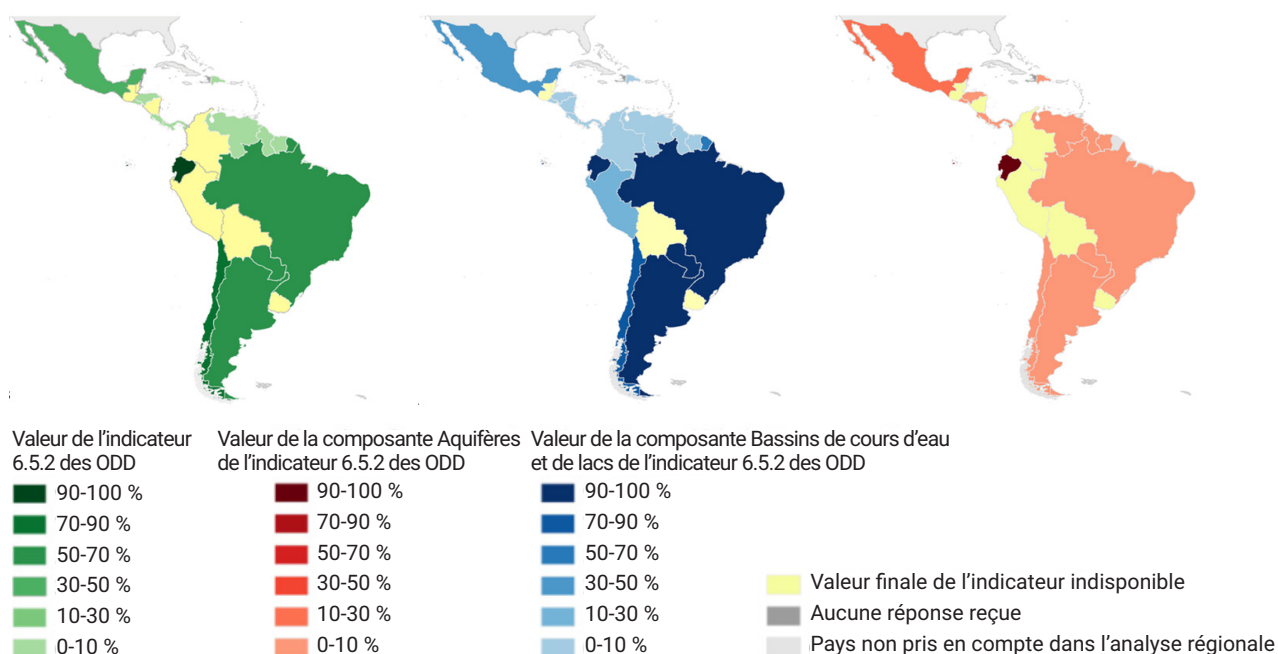 Valeur de l'indicateur
6.5.2 des ODD
90-100 %
70-90 %
50-70 %
30-50 %
10-30 %
0-10 %
Valeur de la composante Aquifères
de l'indicateur 6.5.2 des ODD
90-100 %
70-90 %
50-70 %
30-50 %
10-30 %
0-10 %
Valeur de la composante Bassins de cours d'eau
et de lacs de l'indicateur 6.5.2 des ODD
90-100 %
70-90 %
50-70 %
30-50 %
10-30 %
0-10 %
Valeur finale de l'indicateur indisponible
Aucune réponse reçue
Pays non pris en compte dans l'analyse régionale